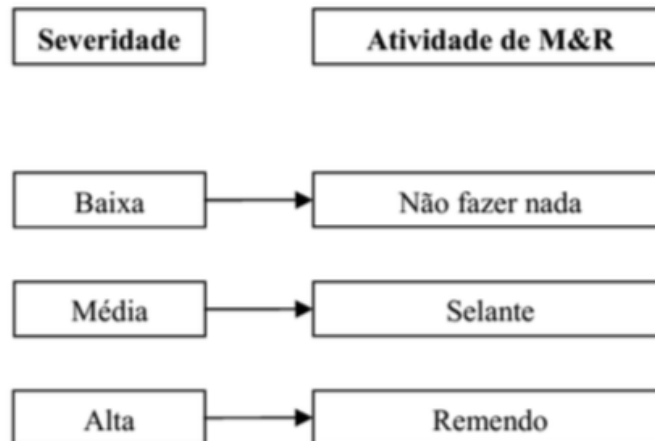 Severidade
Atividade de M&R
Baixa
Não fazer nada
Média
Selante
Alta
Remendo